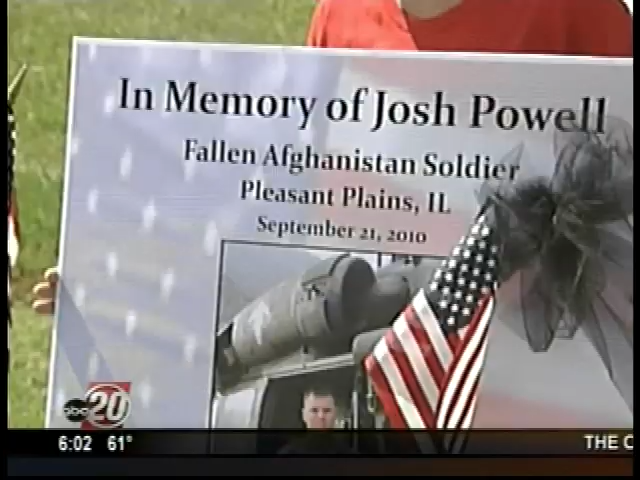 In Memory of Josh Powell
Fallen Afghanistan Soldier
Pleasant Plains, IL
September 21, 2010
abc 20
6:02 61°
THE